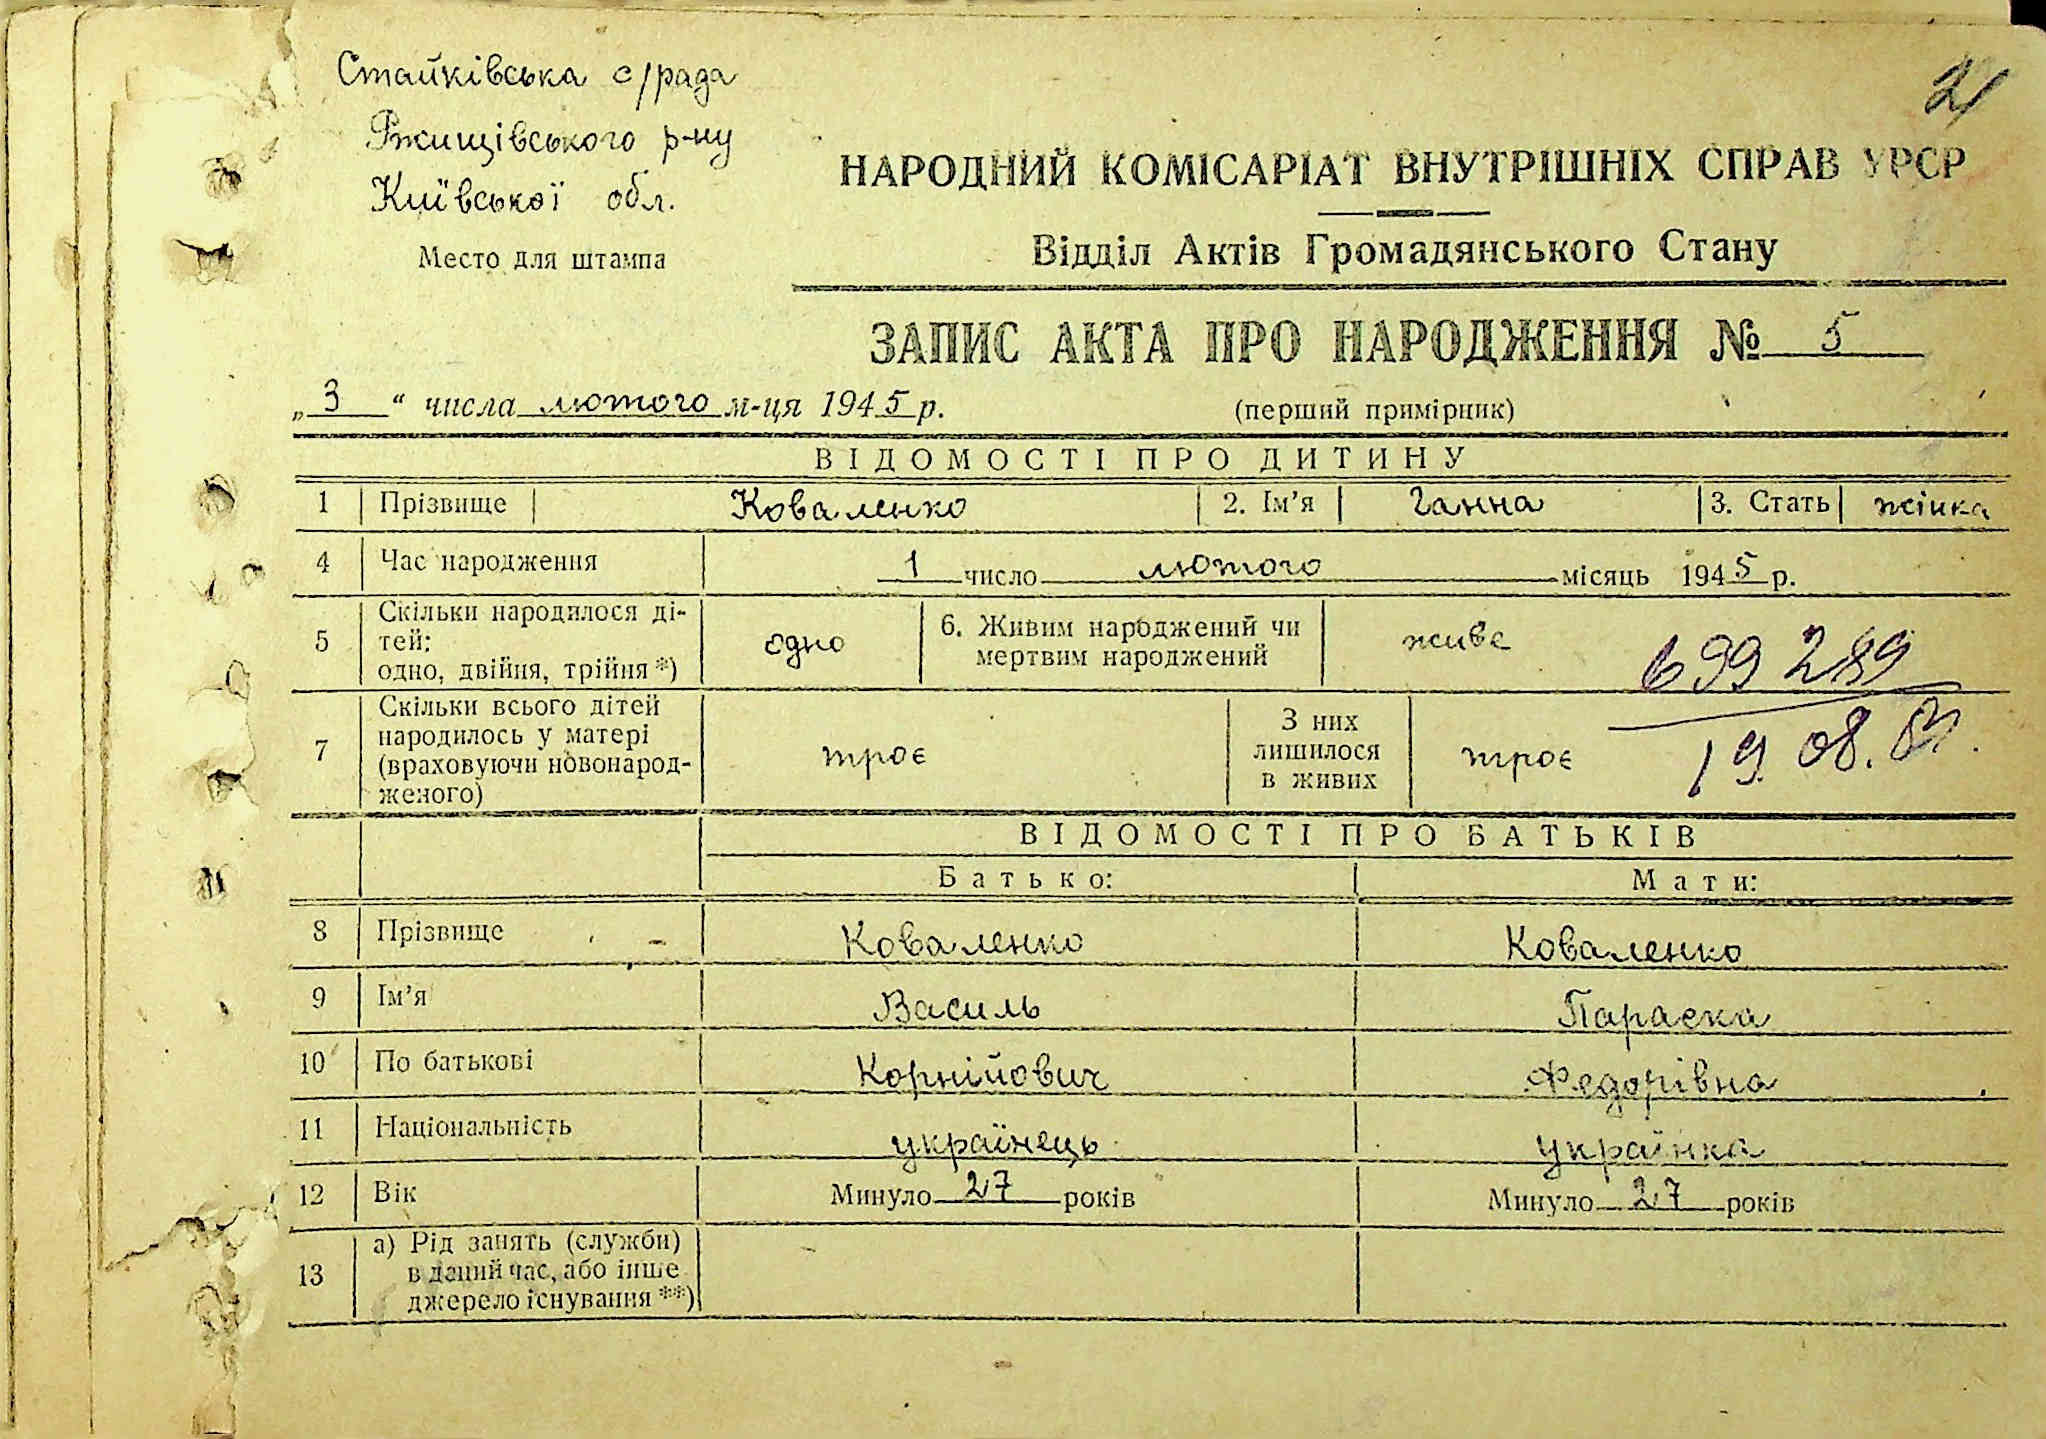 Стайківська с/рада
Ржищівського р-ну
Київської обл.
Место для штампа
21
НАРОДНИЙ КОМІСАРІАТ ВНУТРІШНІХ СПРАВ УРСР
Відділ Актів Громадянського Стану
ЗАПИС АКТА ПРО НАРОДЖЕННЯ № 5
„3“ числа лютого м-ця 1945 р. (перший примірник)
ВІДОМОСТІ ПРО ДИТИНУ
1 Прізвище Коваленко 2. Ім’я Ганна 3. Стать жінка
4 Час народження 1 число лютого місяць 1945 р.
5 Скільки народилося ді-
тей:
одно, двійня, трійня *) одно 6. Живим народжений чи
мертвим народжений живе
699289
7 Скільки всього дітей
народилось у матері
(враховуючи новонарод-
женого) троє З них
лишилося
в живих троє
19.08.
ВІДОМОСТІ ПРО БАТЬКІВ
Батько: Мати:
8 Прізвище Коваленко Коваленко
9 Ім’я Василь Параска
10 По батькові Корнійович Федорівна
11 Національність українець українка
12 Вік Минуло 27 років Минуло 27 років
13 а) Рід занять (служби)
в даний час, або інше
джерело існування **)